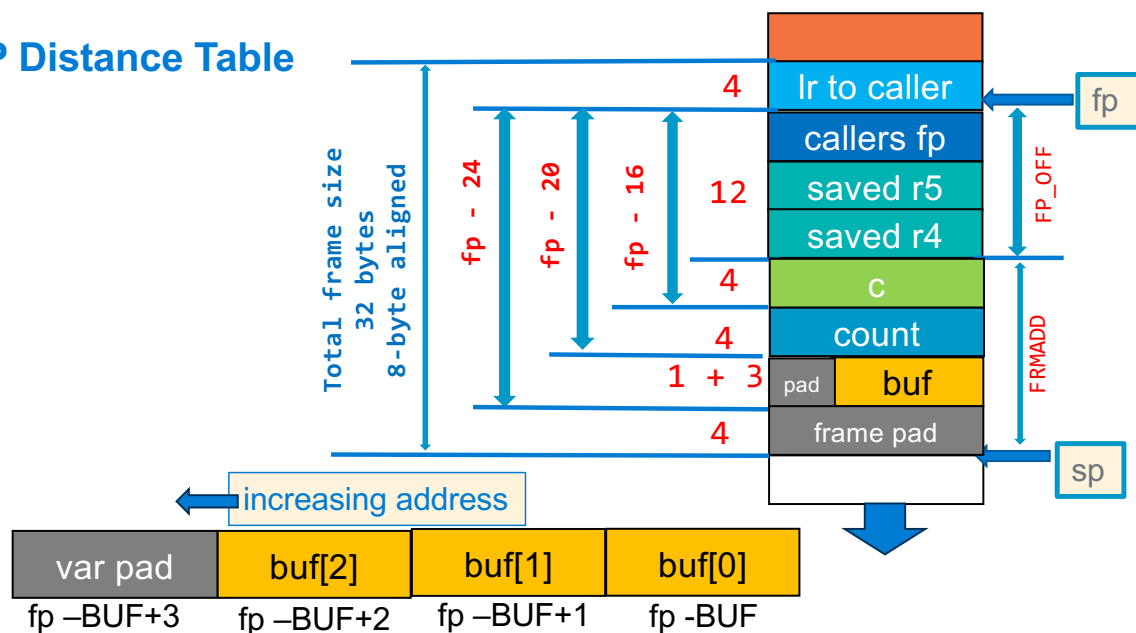 P Distance Table
lr to caller
callers fp
saved r5
saved r4
c
count
pad
buf
frame pad
fp
sp
FP_OFF
FRMADD
4
12
4
4
1 + 3
4
fp - 24
fp - 20
fp - 16
Total frame size
32 bytes
8-byte aligned
increasing address
var pad
buf[2]
buf[1]
buf[0]
fp –BUF+3
fp –BUF+2
fp –BUF+1
fp -BUF